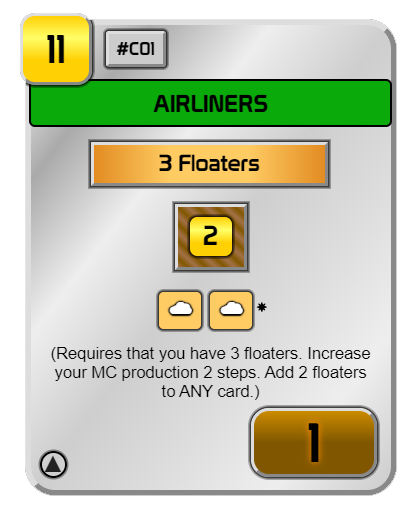 11
#C01
AIRLINERS
3 Floaters
2
*
(Requires that you have 3 floaters. Increase
your MC production 2 steps. Add 2 floaters
to ANY card.)
1